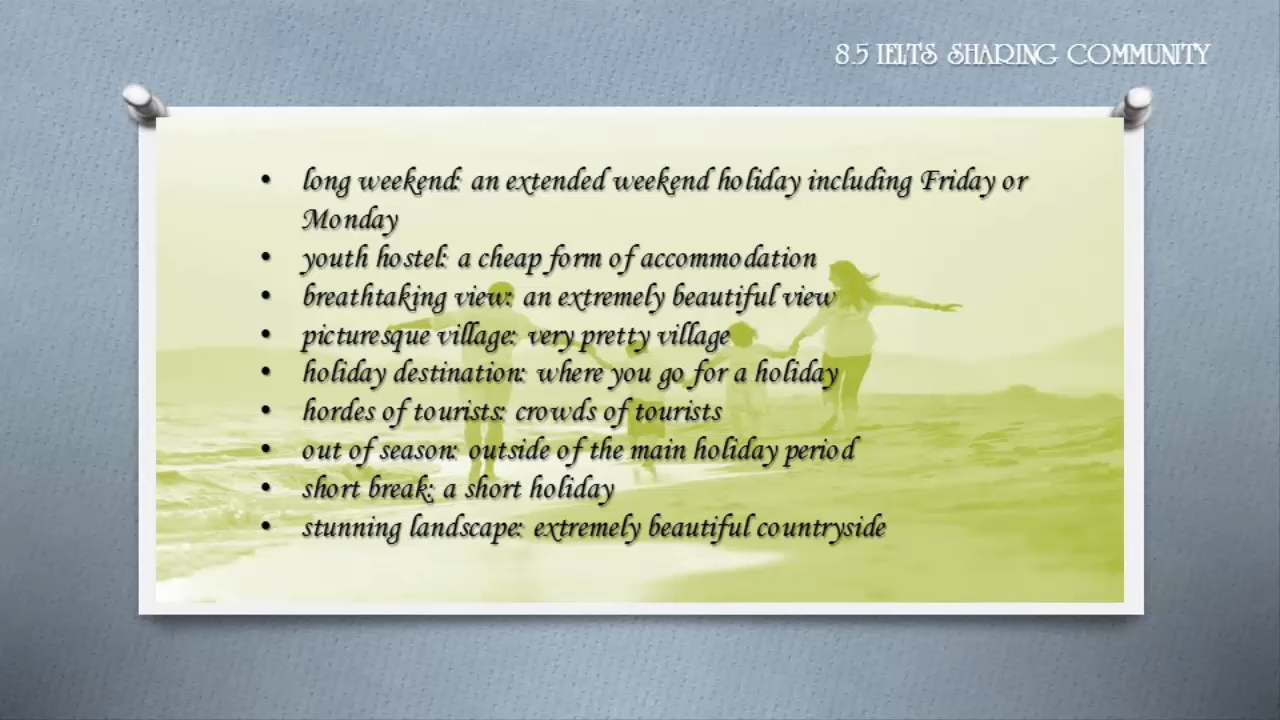 8.5 IELTS SHARING COMMUNITY
• long weekend: an extended weekend holiday including Friday or
Monday
• youth hostel: a cheap form of accommodation
• breathtaking view: an extremely beautiful view
• picturesque village: very pretty village
• holiday destination: where you go for a holiday
• hordes of tourists: crowds of tourists
• out of season: outside of the main holiday period
• short break: a short holiday
• stunning landscape: extremely beautiful countryside